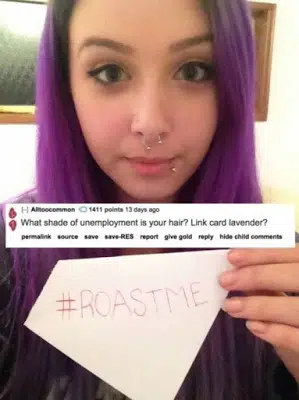 [-] Alltoocommon 1411 points 13 days ago
What shade of unemployment is your hair? Link card lavender?
permalink source save save-RES report give gold reply hide child comments
#ROASTME